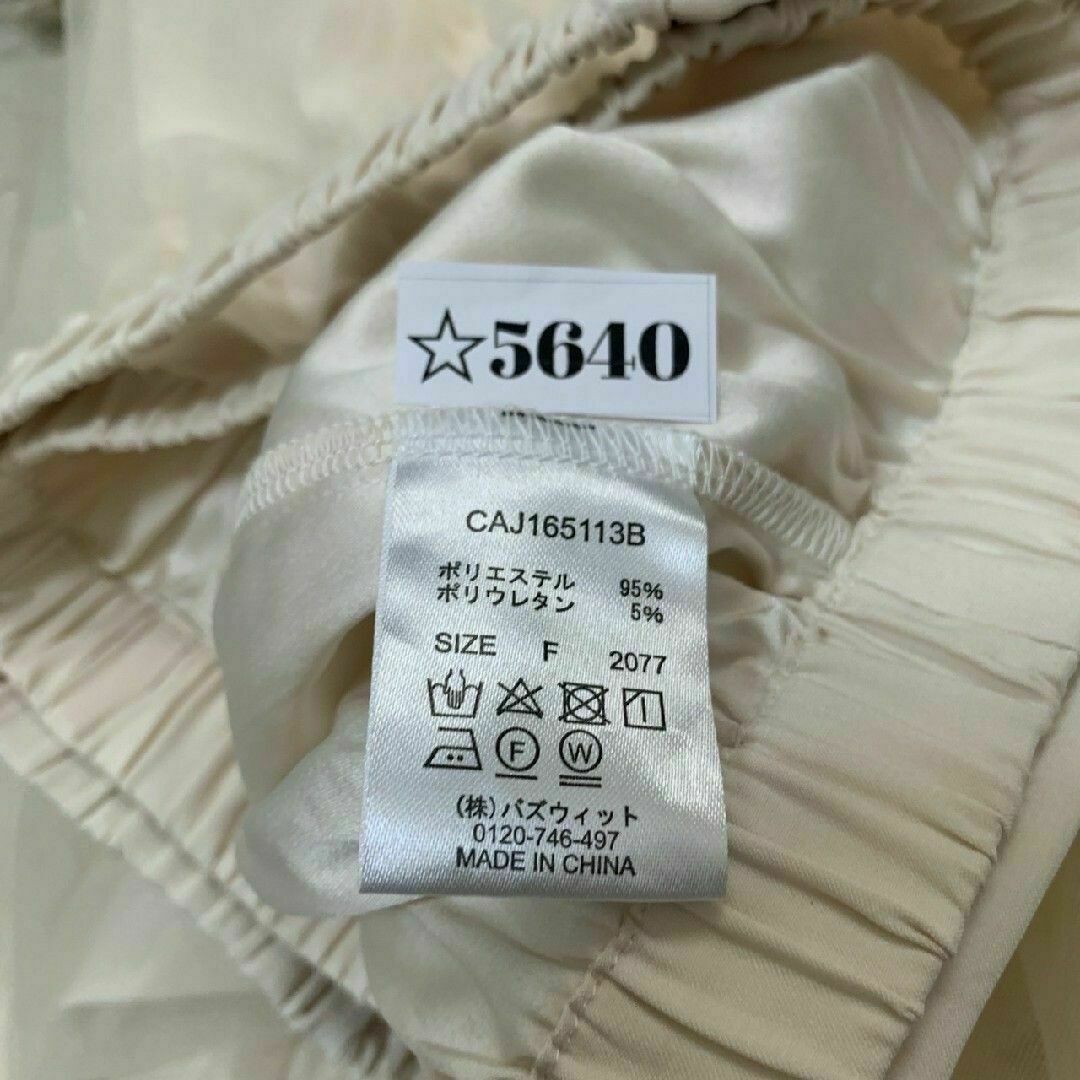 ☆5640
CAJ165113B
ポリエステル 95%
ポリウレタン 5%
SIZE F 2077
F W
(株)バズウィット
0120-746-497
MADE IN CHINA